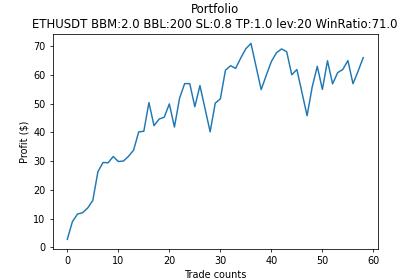 Portfolio
ETHUSDT BBM:2.0 BBL:200 SL:0.8 TP:1.0 lev:20 WinRatio:71.0
70
60
50
40
30
20
10
0
Profit ($)
0 10 20 30 40 50 60
Trade counts